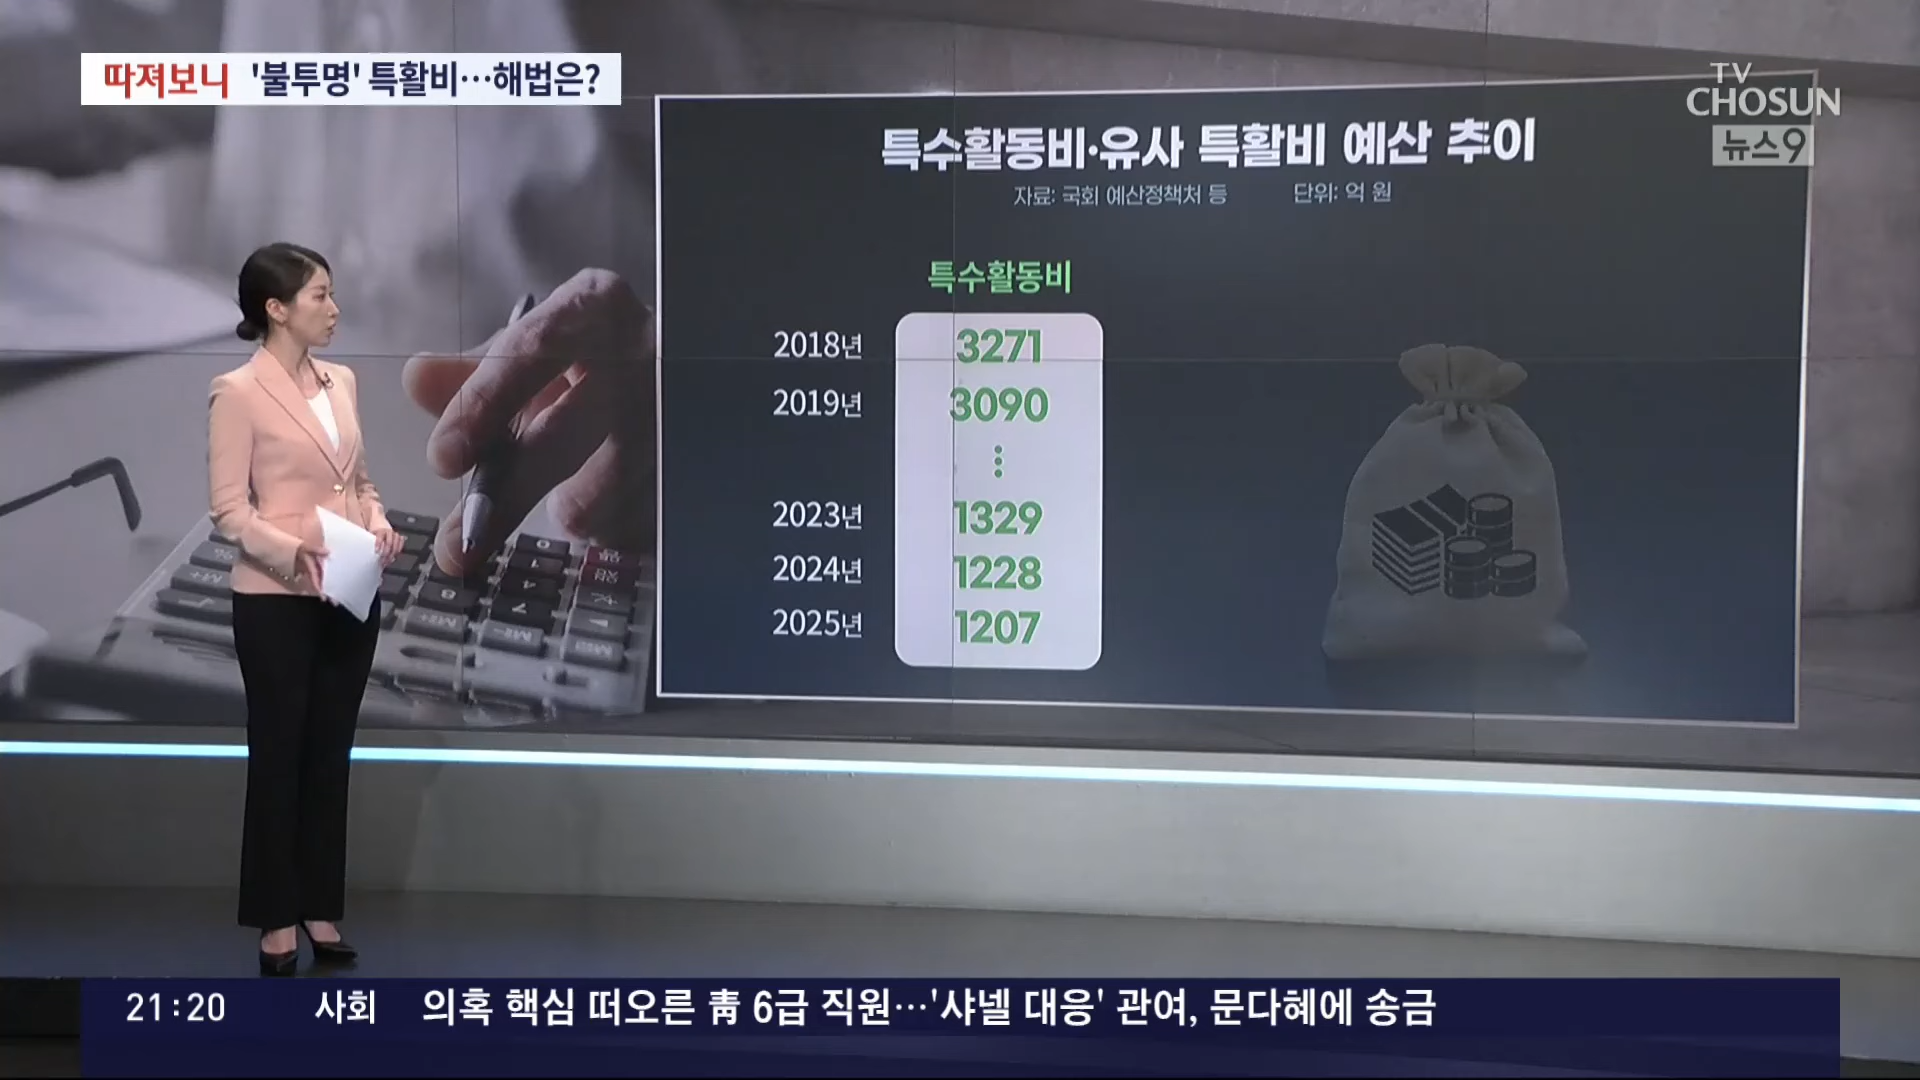 따져보니 '불투명' 특활비…해법은?
TV
CHOSUN
뉴스9
특수활동비·유사 특활비 예산 추이
자료: 국회 예산정책처 등 단위: 억 원
특수활동비
2018년 3271
2019년 3090
⋮
2023년 1329
2024년 1228
2025년 1207
21:20 사회 의혹 핵심 떠오른 靑 6급 직원…'샤넬 대응' 관여, 문다혜에 송금